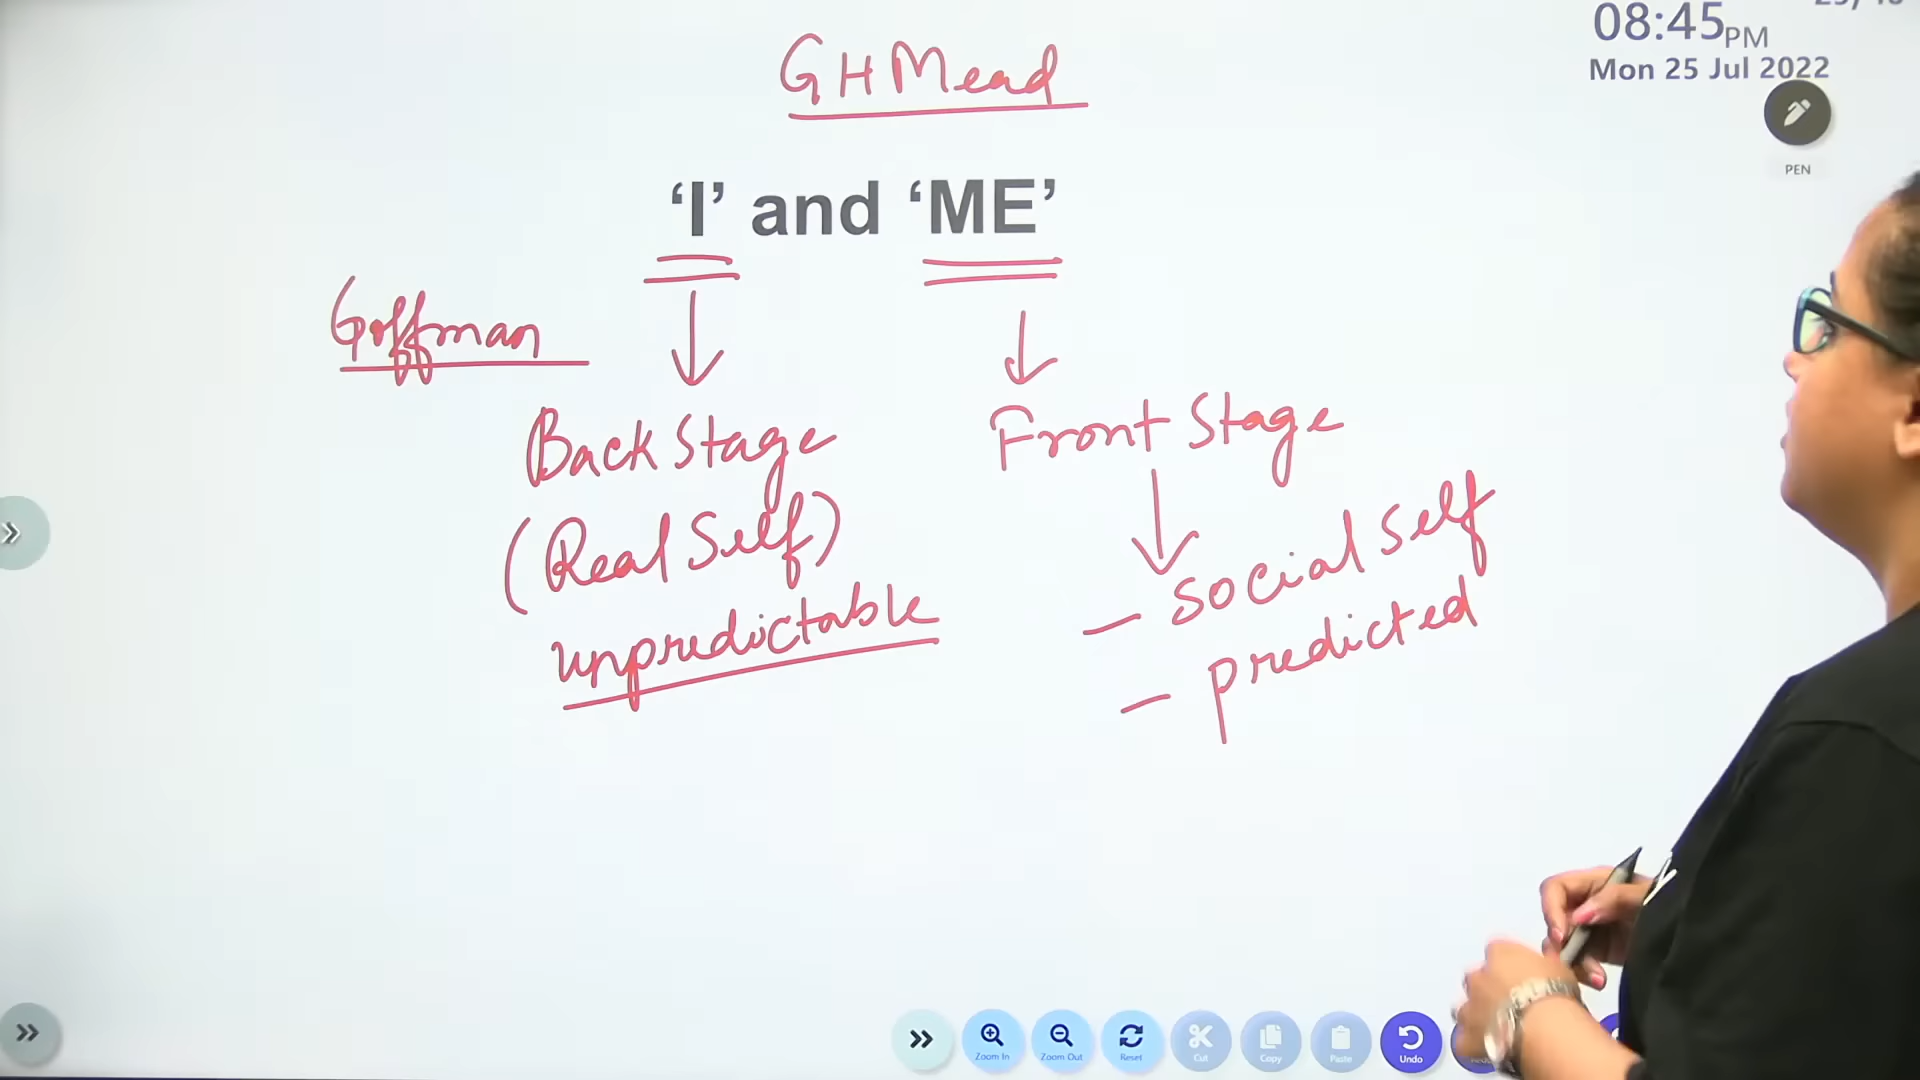 08:45PM
Mon 25 Jul 2022
PEN
GH Mead
‘I’ and ‘ME’
Goffman
Back Stage
Front Stage
(Real Self)
- social self
unpredictable
- predicted
Zoom In
Zoom Out
Reset
Cut
Copy
Paste
Undo